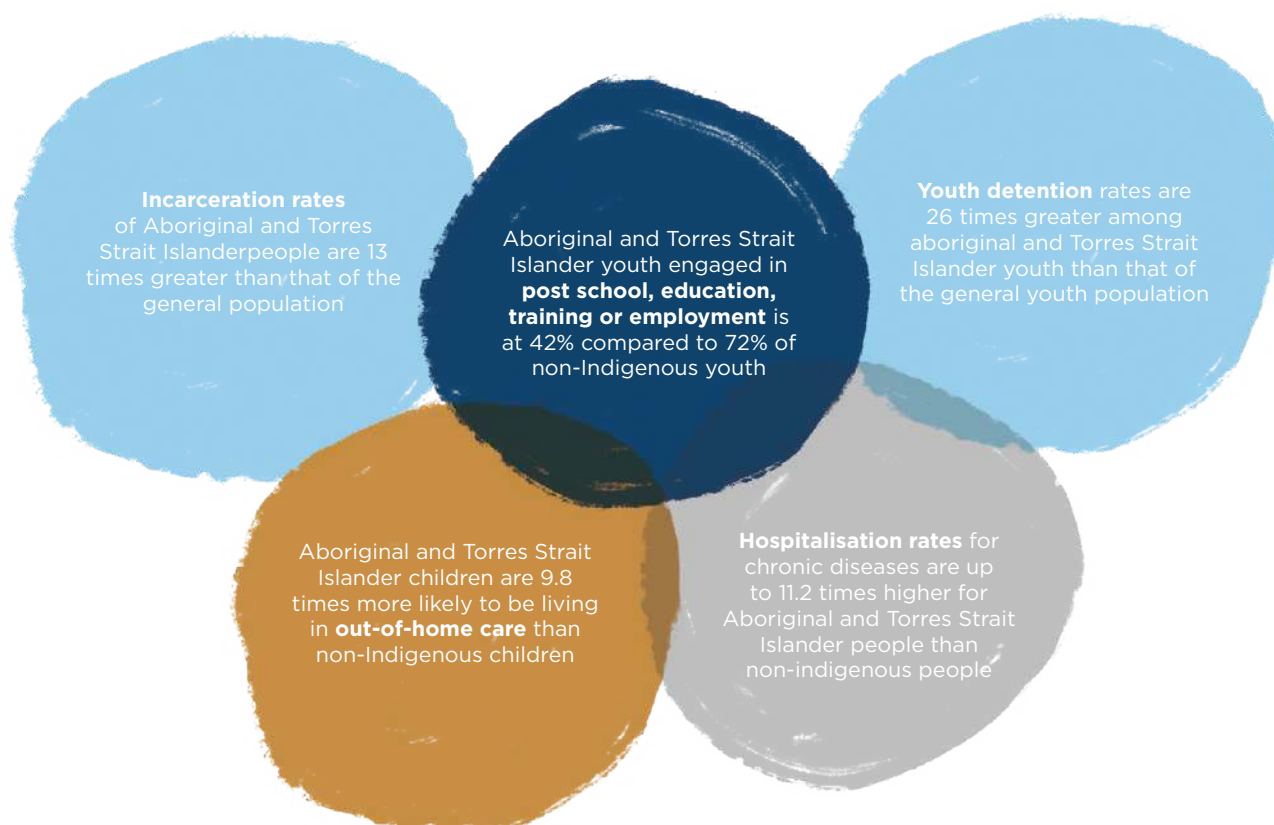 Incarceration rates
of Aboriginal and Torres
Strait Islanderpeople are 13
times greater than that of the
general population
Aboriginal and Torres Strait
Islander youth engaged in
post school, education,
training or employment is
at 42% compared to 72% of
non-Indigenous youth
Youth detention rates are
26 times greater among
aboriginal and Torres Strait
Islander youth than that of
the general youth population
Aboriginal and Torres Strait
Islander children are 9.8
times more likely to be living
in out-of-home care than
non-Indigenous children
Hospitalisation rates for
chronic diseases are up
to 11.2 times higher for
Aboriginal and Torres Strait
Islander people than
non-indigenous people